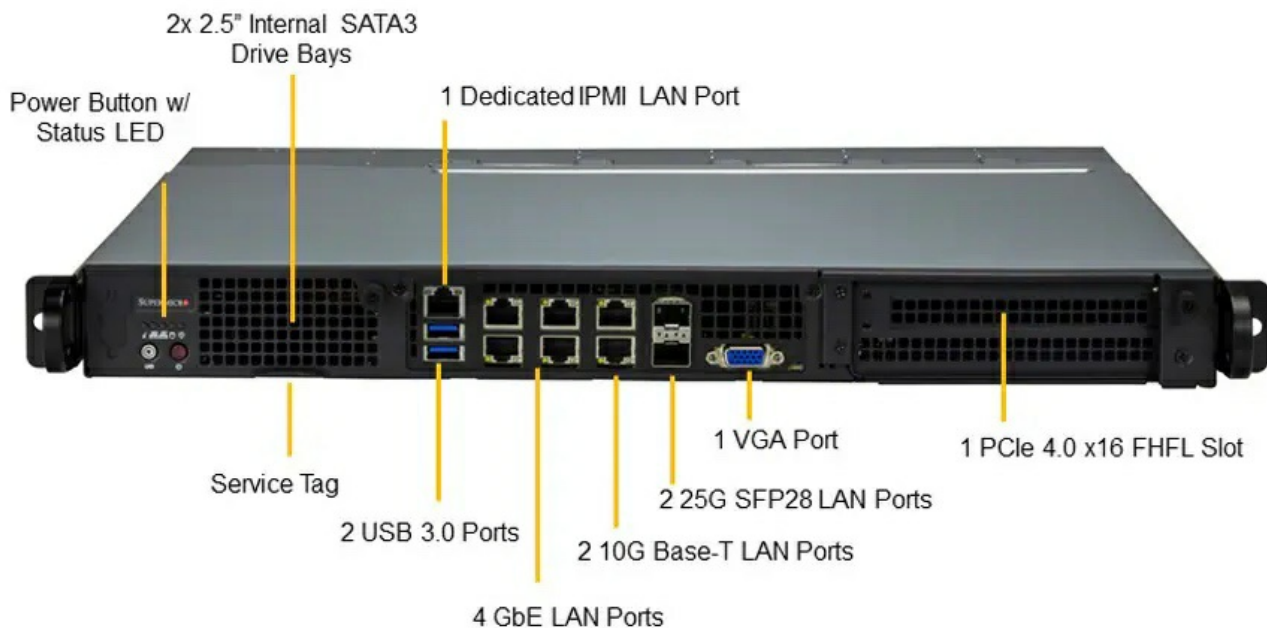 2x 2.5” Internal SATA3
Drive Bays
Power Button w/
Status LED
1 Dedicated IPMI LAN Port
SUPERMICRO
Service Tag
2 USB 3.0 Ports
4 GbE LAN Ports
2 10G Base-T LAN Ports
2 25G SFP28 LAN Ports
1 VGA Port
1 PCIe 4.0 x16 FHFL Slot